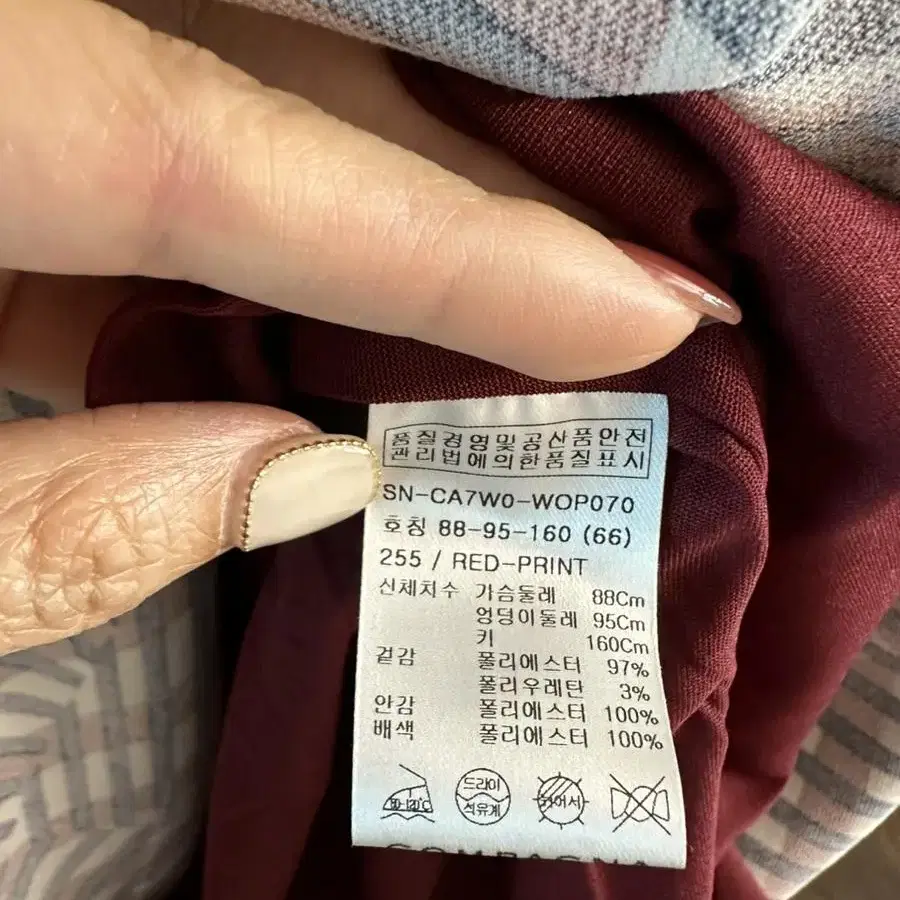 품질경영및공산품안전
관리법에의한품질표시
SN-CA7W0-WOP070
호칭 88-95-160 (66)
255 / RED-PRINT
신체치수 가슴둘레 88Cm
엉덩이둘레 95Cm
키 160Cm
겉감 폴리에스터 97%
폴리우레탄 3%
안감 폴리에스터 100%
배색 폴리에스터 100%
드라이
석유계